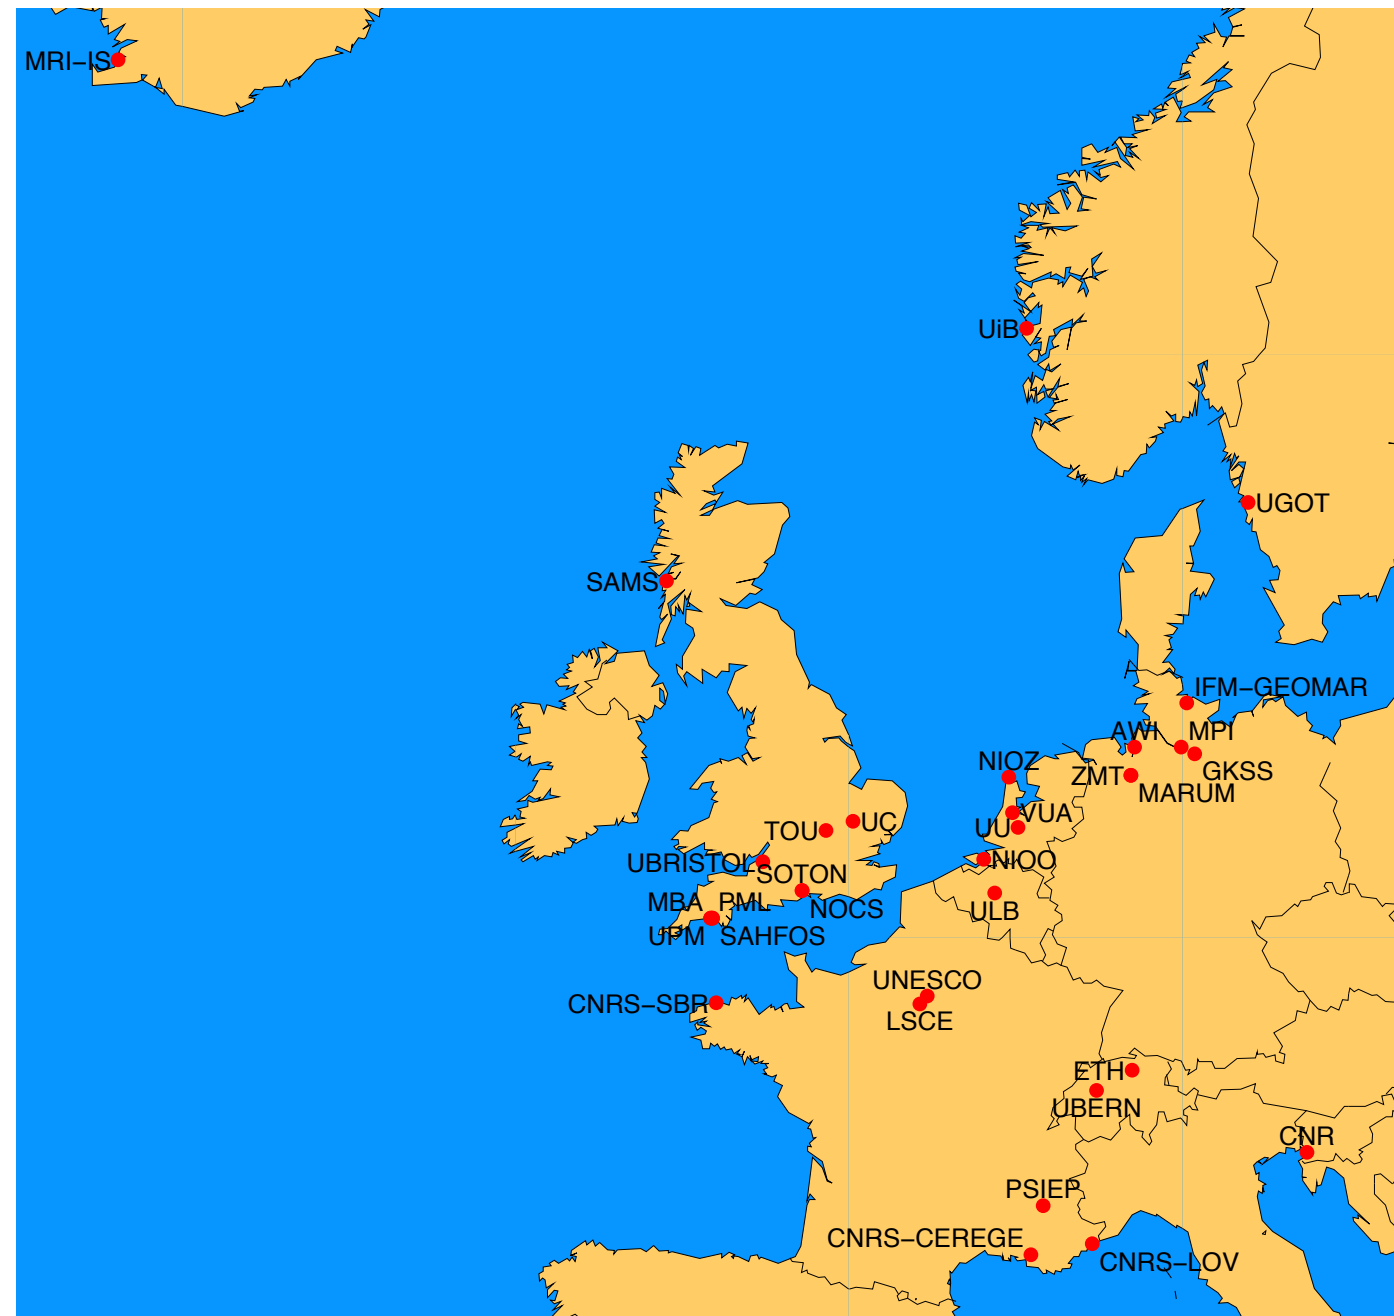 MRI–IS
UiB
UGOT
SAMS
IFM–GEOMAR
AWI
MPI
NIOZ
ZMT
GKSS
MARUM
VUA
UC
TOU
UU
NIOO
UBRISTOL
SOTON
MBA
PML
NOCS
ULB
UPM
SAHFOS
UNESCO
CNRS–SBR
LSCE
ETH
UBERN
CNR
PSIEP
CNRS–CEREGE
CNRS–LOV